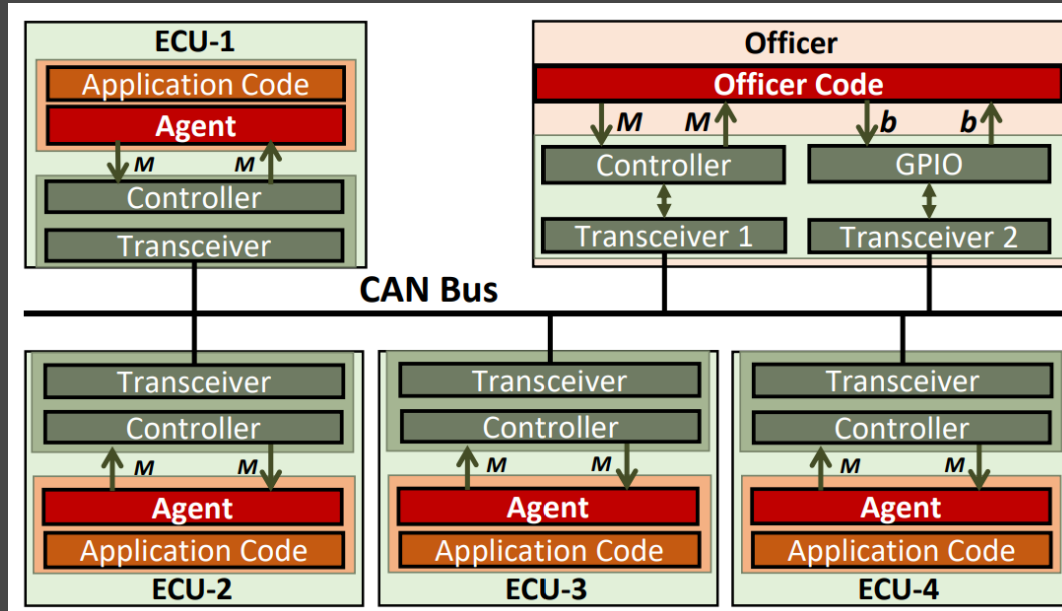 ECU-1
Application Code
Agent
M M
Controller
Transceiver
Officer
Officer Code
M M b b
Controller GPIO
Transceiver 1 Transceiver 2
CAN Bus
Transceiver
Controller
M M
Agent
Application Code
ECU-2
Transceiver
Controller
M M
Agent
Application Code
ECU-3
Transceiver
Controller
M M
Agent
Application Code
ECU-4